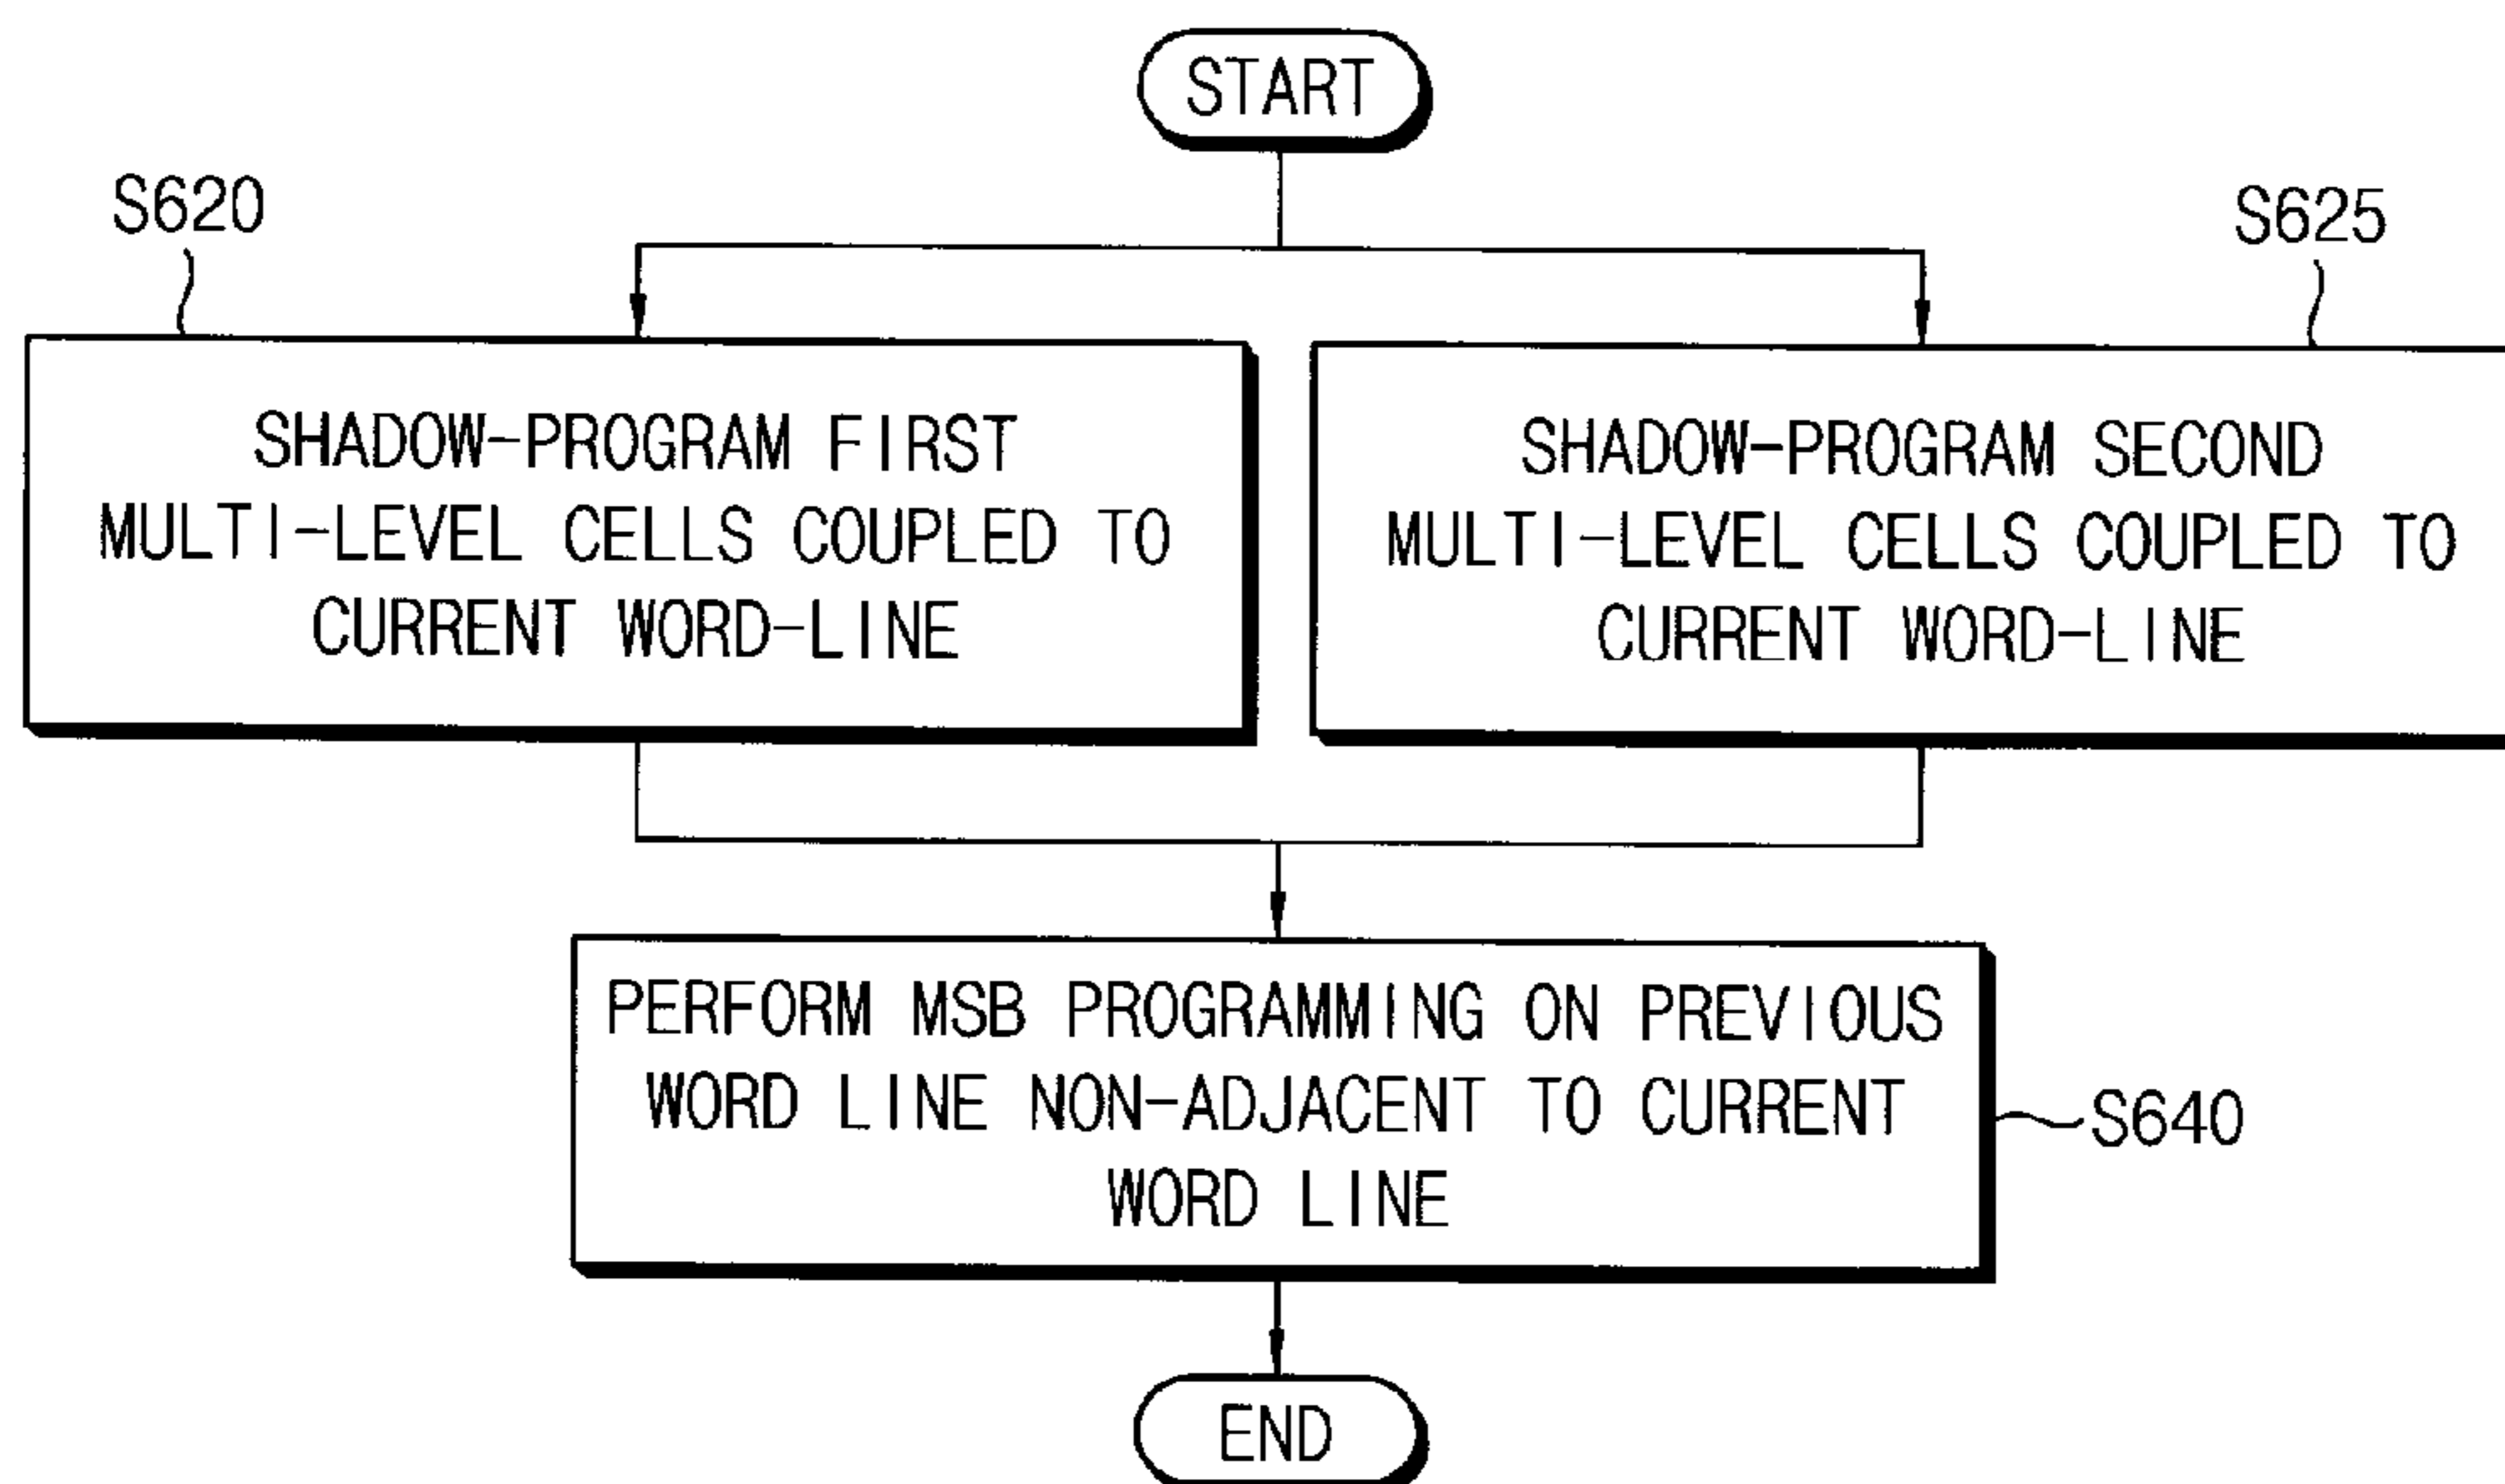 START
S620
S625
SHADOW-PROGRAM FIRST
MULTI-LEVEL CELLS COUPLED TO
CURRENT WORD-LINE
SHADOW-PROGRAM SECOND
MULTI-LEVEL CELLS COUPLED TO
CURRENT WORD-LINE
PERFORM MSB PROGRAMMING ON PREVIOUS
WORD LINE NON-ADJACENT TO CURRENT
WORD LINE
S640
END